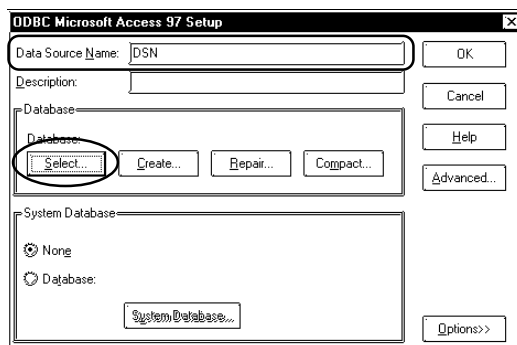 ODBC Microsoft Access 97 Setup
Data Source Name: DSN
OK
Description:
Cancel
Database
Database:
Help
Select... Create... Repair... Compact...
Advanced...
System Database
None
Database:
System Database...
Options>>